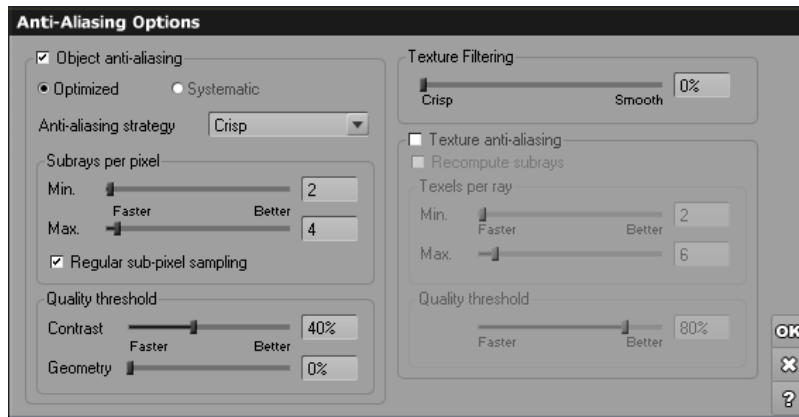 Anti-Aliasing Options
Object anti-aliasing
Optimized Systematic
Anti-aliasing strategy Crisp
Subrays per pixel
Min. 2
Faster Better
Max. 4
Regular sub-pixel sampling
Quality threshold
Contrast 40%
Faster Better
Geometry 0%
Texture Filtering
0%
Crisp Smooth
Texture anti-aliasing
Recompute subrays
Texels per ray
Min. 2
Faster Better
Max. 6
Quality threshold
80%
Faster Better
OK
?